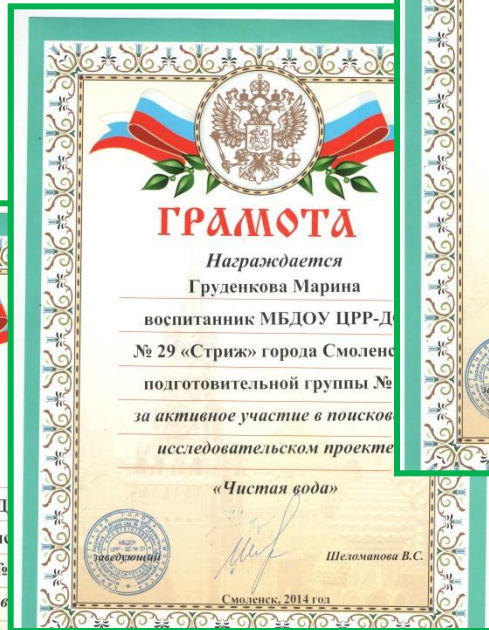 ГРАМОТА
Награждается
Груденкова Марина
воспитанник МБДОУ ЦРР-Д
№ 29 «Стриж» города Смоленс
подготовительной группы №
за активное участие в поисков
исследовательском проекте
«Чистая вода»
заведующий Шеломанова В.С.
Смоленск, 2014 год